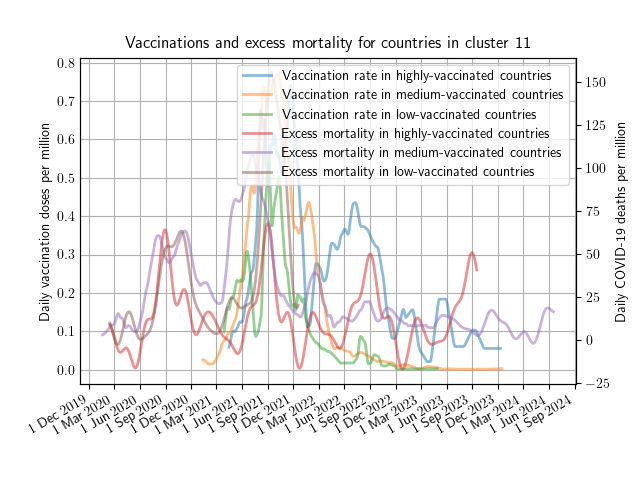 Vaccinations and excess mortality for countries in cluster 11
Vaccination rate in highly-vaccinated countries
Vaccination rate in medium-vaccinated countries
Vaccination rate in low-vaccinated countries
Excess mortality in highly-vaccinated countries
Excess mortality in medium-vaccinated countries
Excess mortality in low-vaccinated countries
Daily vaccination doses per million
0.8
0.7
0.6
0.5
0.4
0.3
0.2
0.1
0.0
Daily COVID-19 deaths per million
150
125
100
75
50
25
0
−25
1 Dec 2019
1 Mar 2020
1 Jun 2020
1 Sep 2020
1 Dec 2020
1 Mar 2021
1 Jun 2021
1 Sep 2021
1 Dec 2021
1 Mar 2022
1 Jun 2022
1 Sep 2022
1 Dec 2022
1 Mar 2023
1 Jun 2023
1 Sep 2023
1 Dec 2023
1 Mar 2024
1 Jun 2024
1 Sep 2024